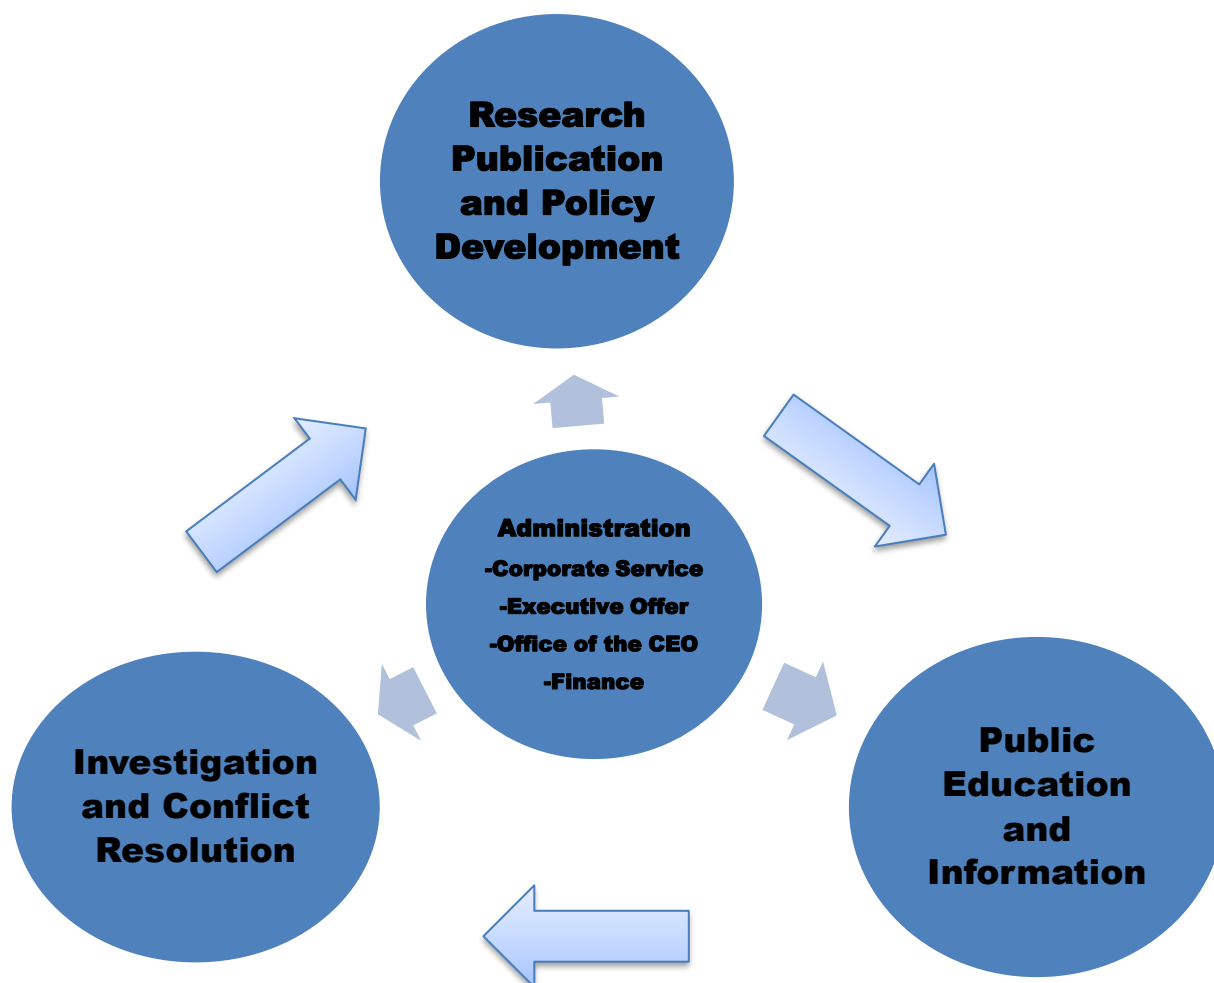 Research
Publication
and Policy
Development
Administration
-Corporate Service
-Executive Offer
-Office of the CEO
-Finance
Investigation
and Conflict
Resolution
Public
Education
and
Information